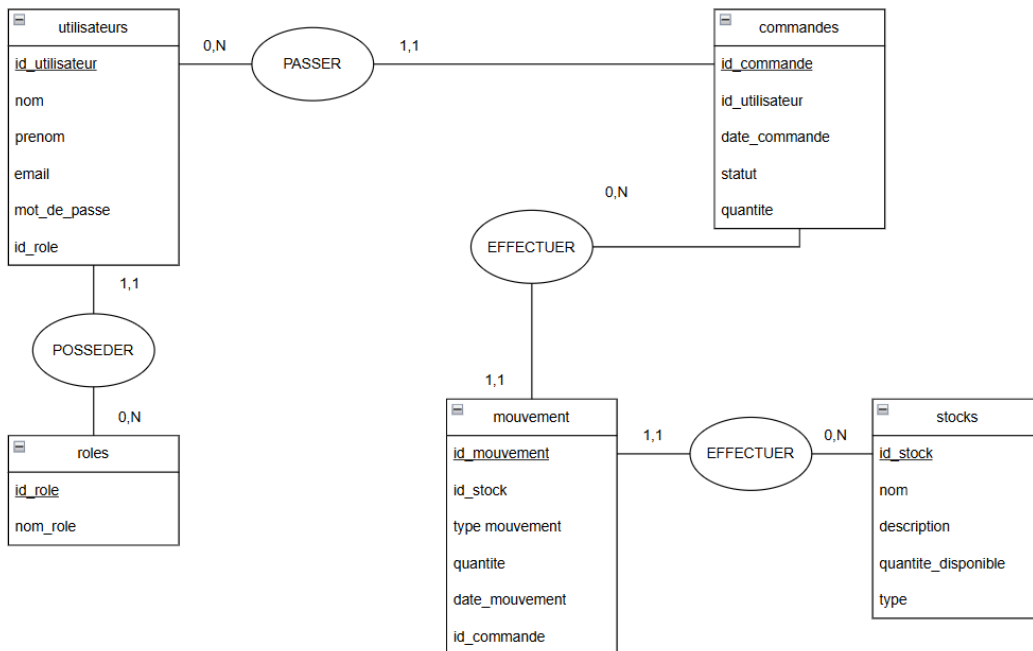 utilisateurs
id_utilisateur
nom
prenom
email
mot_de_passe
id_role
0,N
PASSER
1,1
commandes
id_commande
id_utilisateur
date_commande
statut
quantite
0,N
EFFECTUER
1,1
1,1
POSSEDER
0,N
roles
id_role
nom_role
mouvement
id_mouvement
id_stock
type mouvement
quantite
date_mouvement
id_commande
1,1
EFFECTUER
0,N
stocks
id_stock
nom
description
quantite_disponible
type